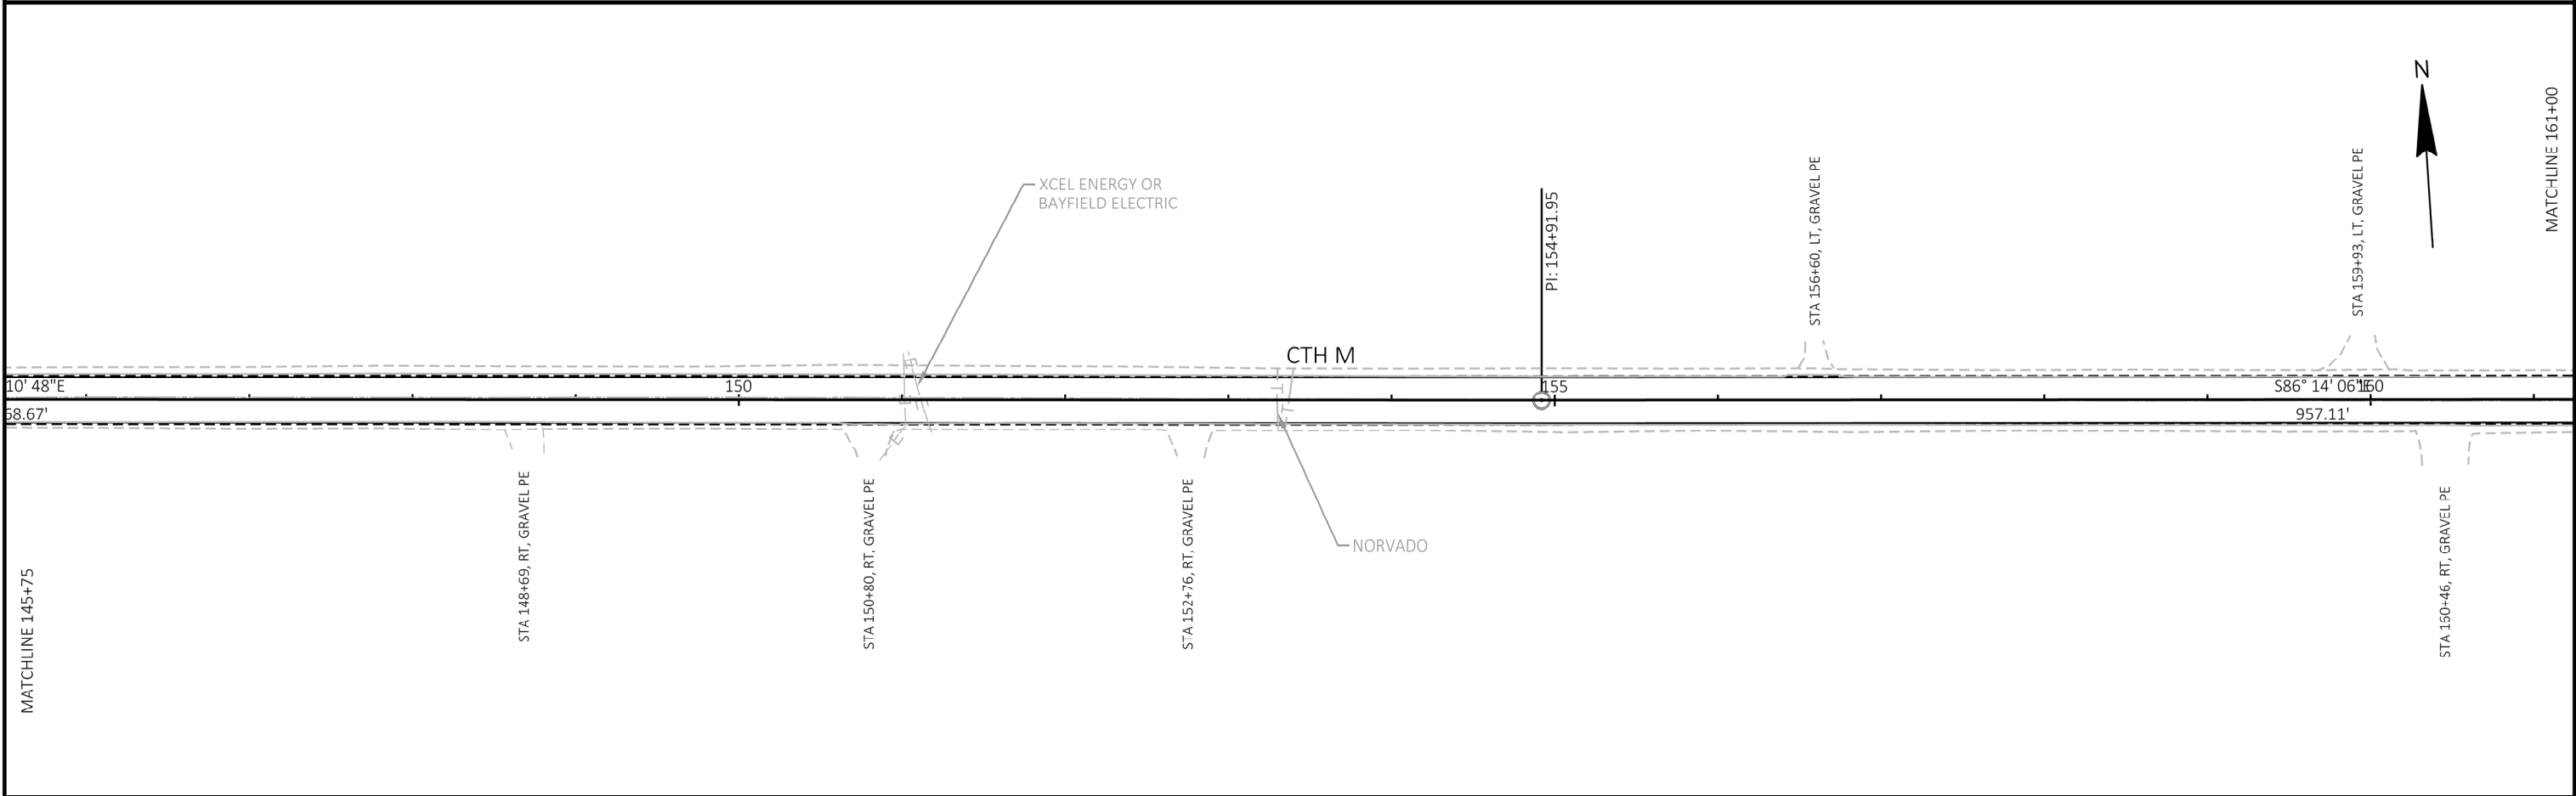 N
MATCHLINE 161+00
XCEL ENERGY OR
BAYFIELD ELECTRIC
PI: 154+91.95
STA 156+60, LT, GRAVEL PE
STA 159+93, LT, GRAVEL PE
CTH M
10' 48"E
150
155
S86° 14' 06"E
160
68.67'
957.11'
STA 148+69, RT, GRAVEL PE
STA 150+80, RT, GRAVEL PE
STA 152+76, RT, GRAVEL PE
NORVADO
STA 160+46, RT, GRAVEL PE
MATCHLINE 145+75